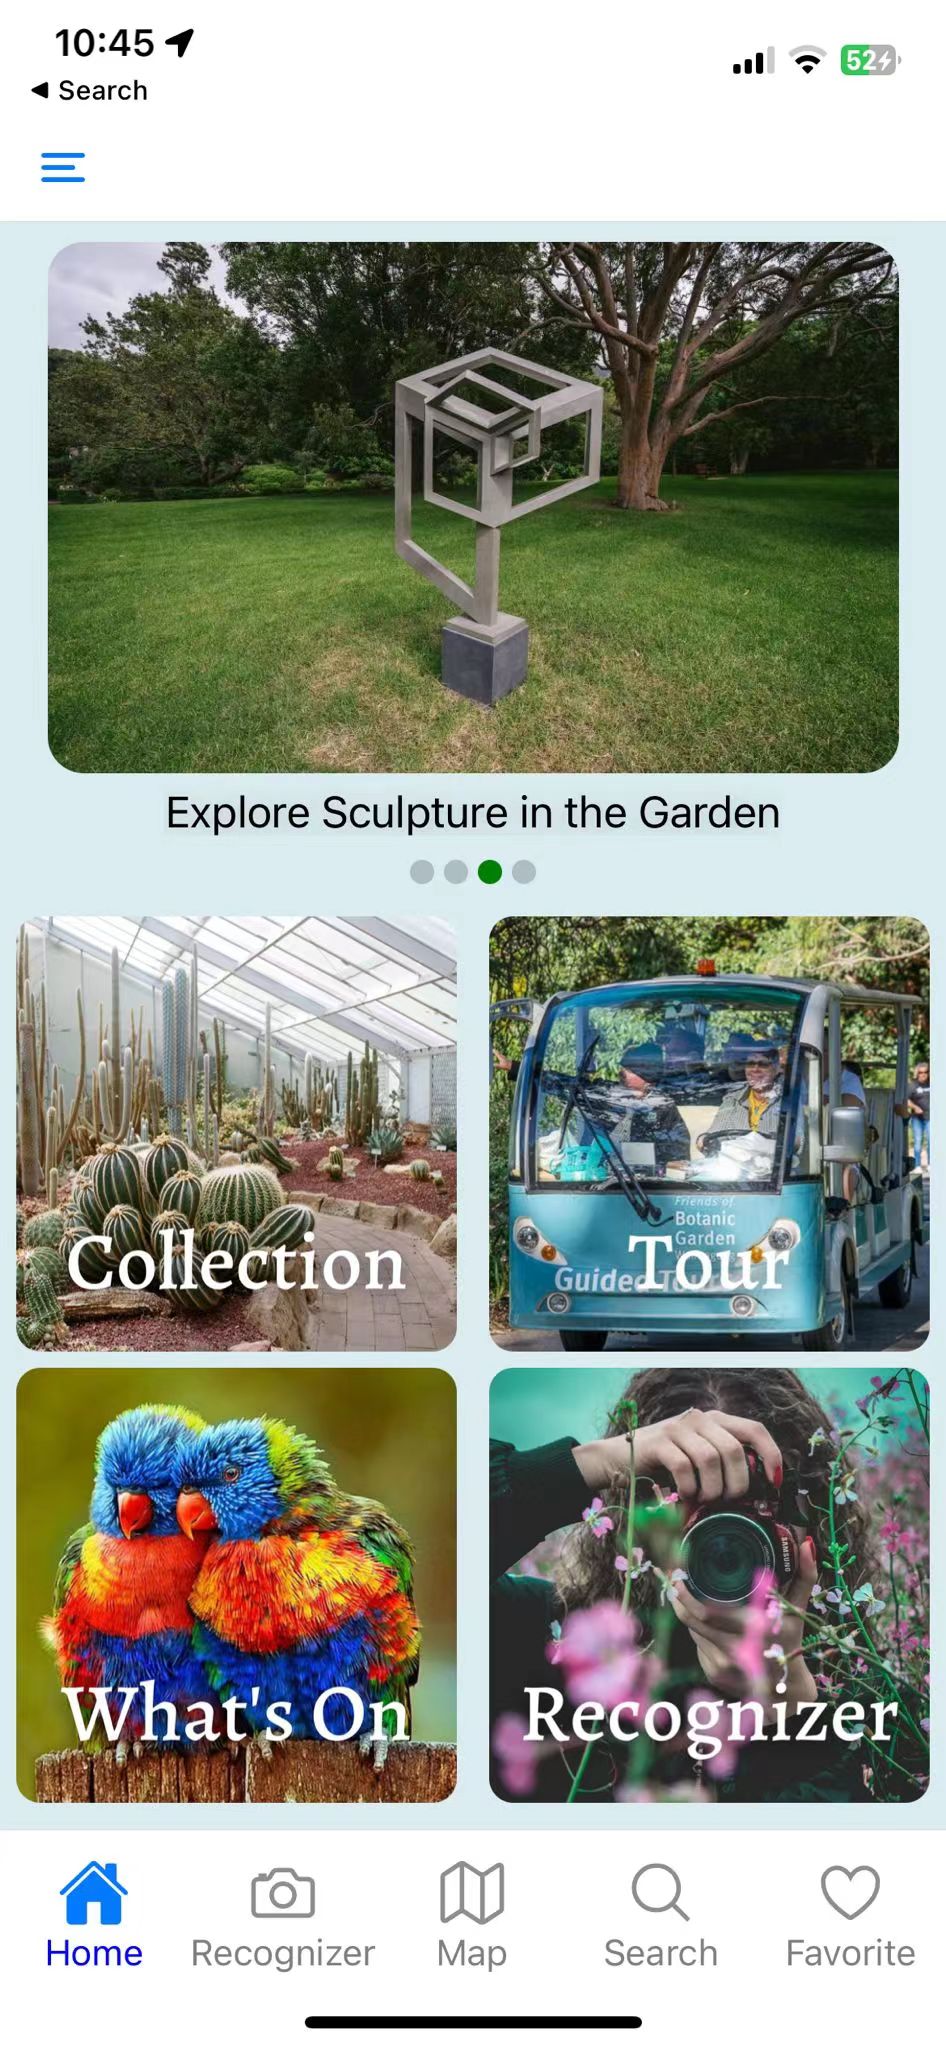 10:45
52
◀ Search
Explore Sculpture in the Garden
Friends of
Botanic
Garden
Guided
Collection
Tour
SAMSUNG
What's On
Recognizer
Home
Recognizer
Map
Search
Favorite